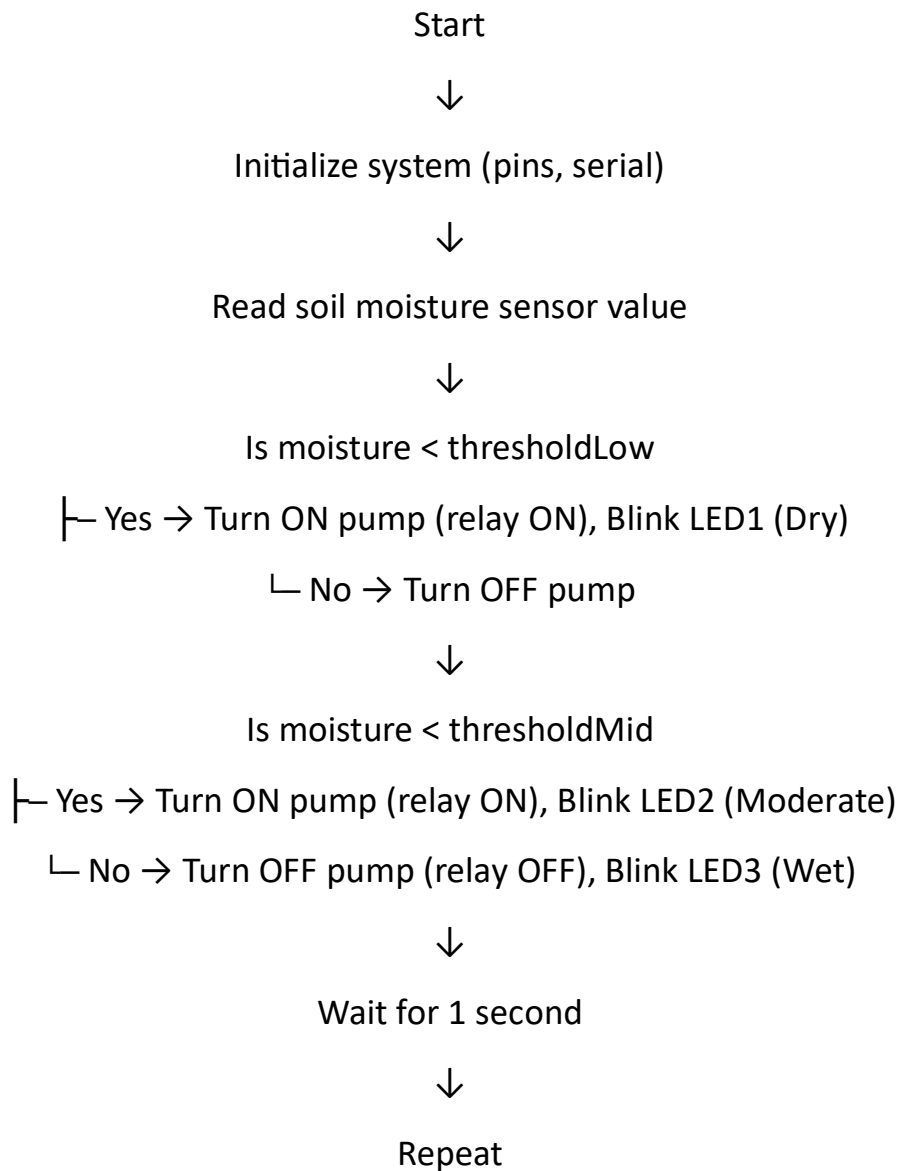 Start
↓
Initialize system (pins, serial)
↓
Read soil moisture sensor value
↓
Is moisture < thresholdLow
├─ Yes → Turn ON pump (relay ON), Blink LED1 (Dry)
└─ No → Turn OFF pump
↓
Is moisture < thresholdMid
├─ Yes → Turn ON pump (relay ON), Blink LED2 (Moderate)
└─ No → Turn OFF pump (relay OFF), Blink LED3 (Wet)
↓
Wait for 1 second
↓
Repeat